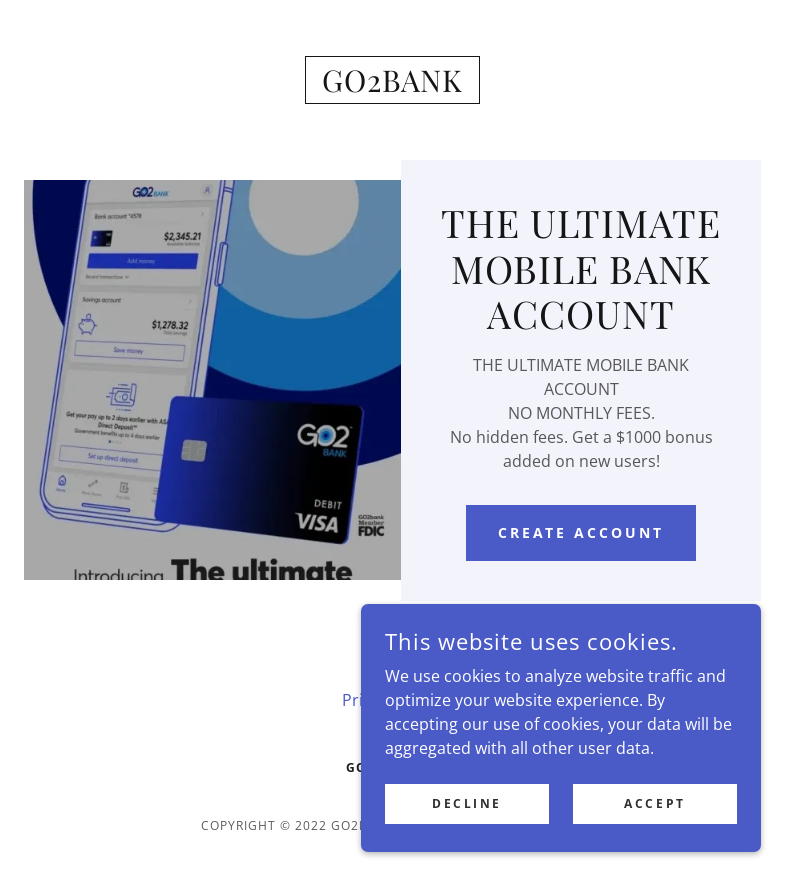 GO2BANK
GO2 BANK
Bank account *4578
$2,345.21
Add money
Recent transactions
Savings account
$1,278.32
Save money
Get your pay up to 2 days earlier with ASAP
Direct Deposit™
Government benefits up to 4 days earlier
Set up direct deposit
Home
GO2
BANK
DEBIT
VISA
GO2bank
Member
FDIC
Introducing The ultimate
THE ULTIMATE
MOBILE BANK
ACCOUNT
THE ULTIMATE MOBILE BANK
ACCOUNT
NO MONTHLY FEES.
No hidden fees. Get a $1000 bonus
added on new users!
CREATE ACCOUNT
This website uses cookies.
We use cookies to analyze website traffic and
optimize your website experience. By
accepting our use of cookies, your data will be
aggregated with all other user data.
DECLINE ACCEPT
Pri
GO
COPYRIGHT © 2022 GO2